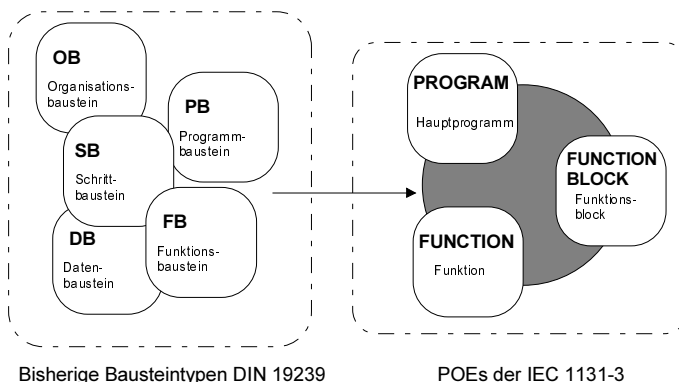 OB
Organisations-
baustein
PB
Programm-
baustein
SB
Schritt-
baustein
DB
Daten-
baustein
FB
Funktions-
baustein
PROGRAM
Hauptprogramm
FUNCTION
BLOCK
Funktions-
block
FUNCTION
Funktion
Bisherige Bausteintypen DIN 19239
POEs der IEC 1131-3